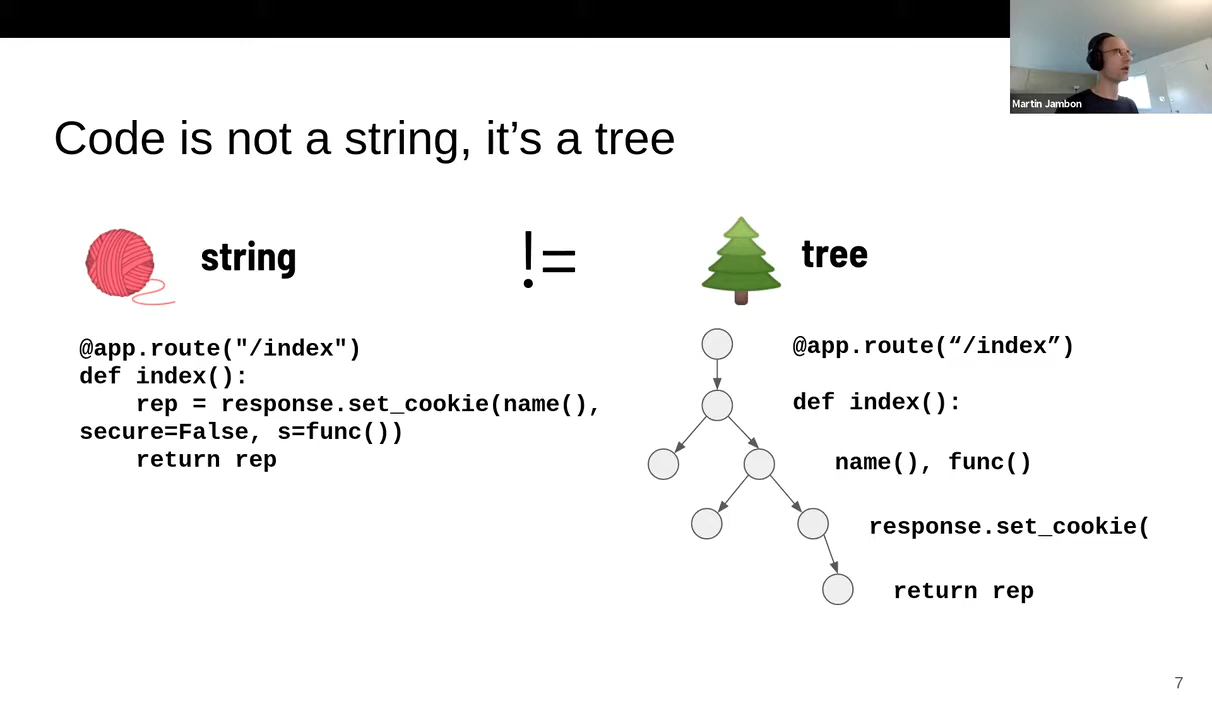 Martin Jambon
Code is not a string, it’s a tree
string
!=
tree
@app.route("/index")
def index():
    rep = response.set_cookie(name(),
secure=False, s=func())
    return rep
@app.route(“/index”)
def index():
name(), func()
response.set_cookie(
return rep
7